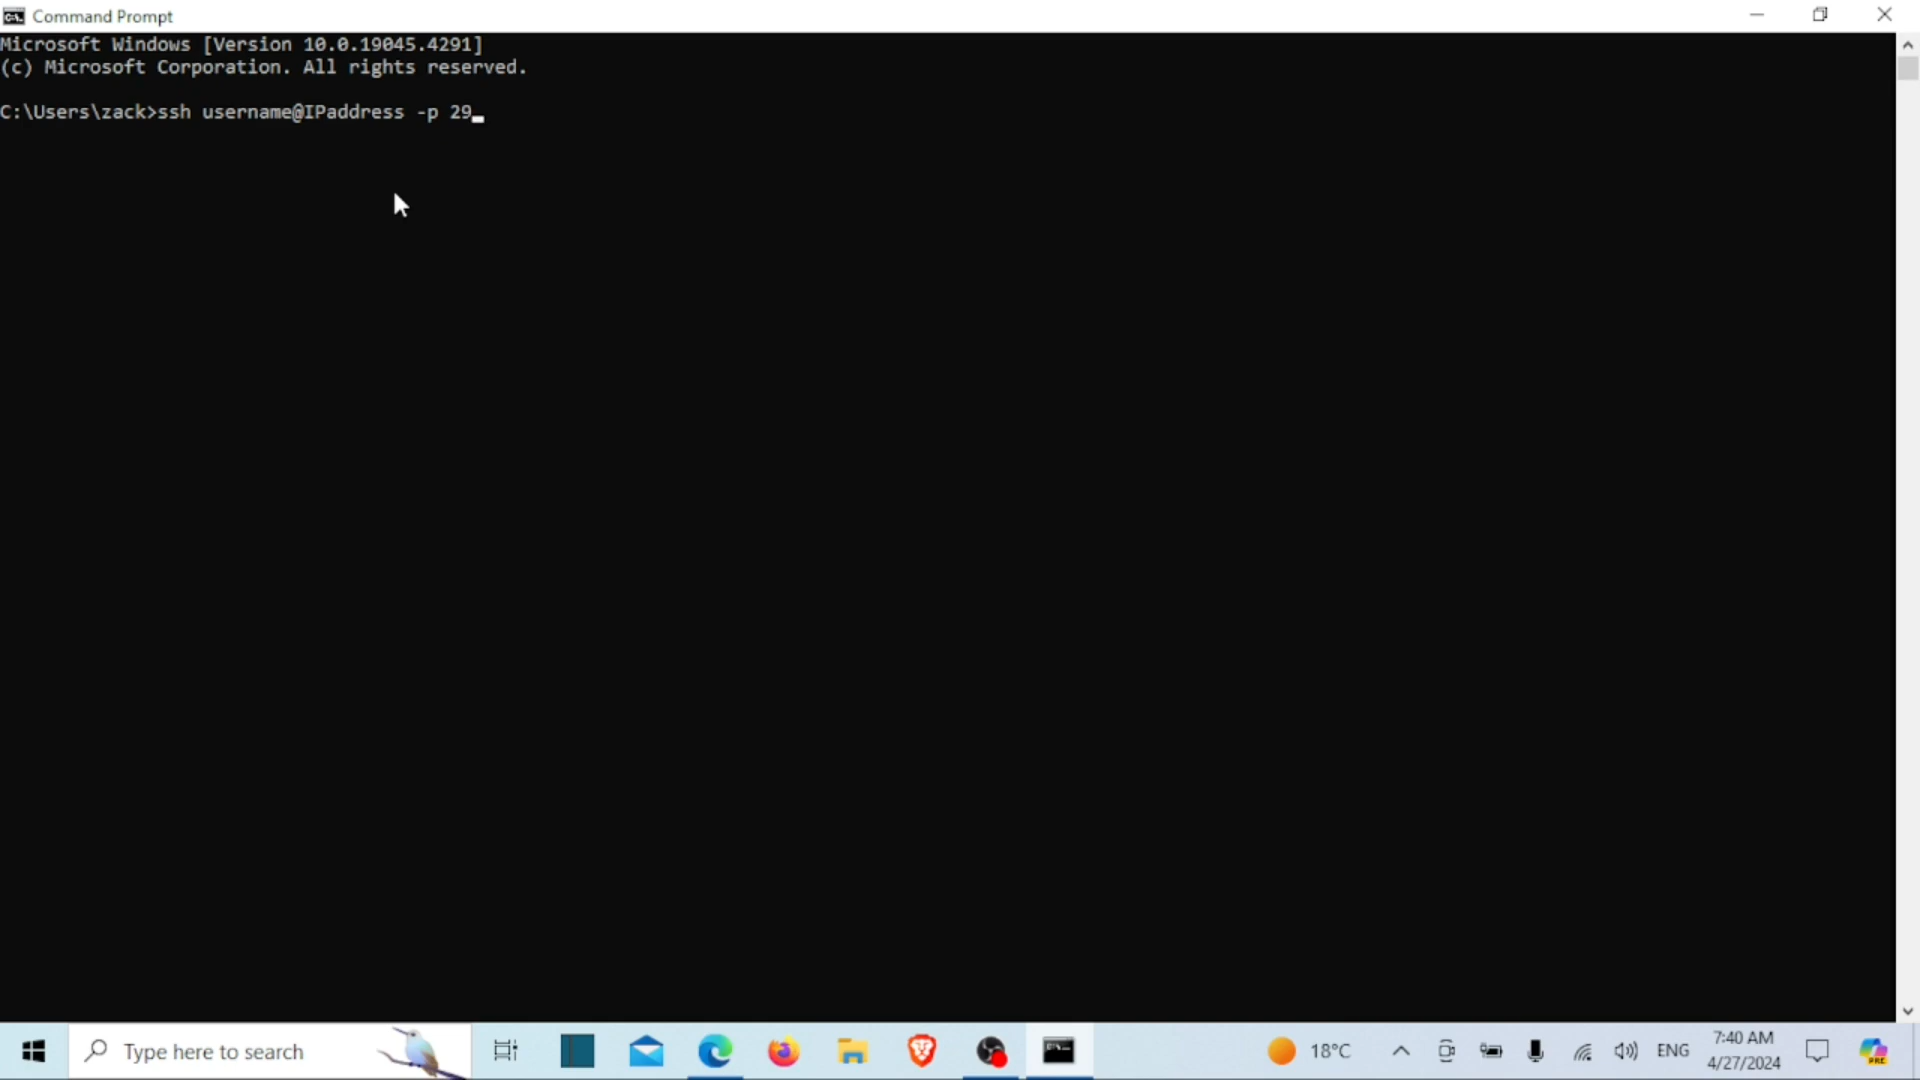 Command Prompt
Microsoft Windows [Version 10.0.19045.4291]
(c) Microsoft Corporation. All rights reserved.
C:\Users\zack>ssh username@IPaddress -p 29
Type here to search
18°C
ENG
7:40 AM
4/27/2024
PRE